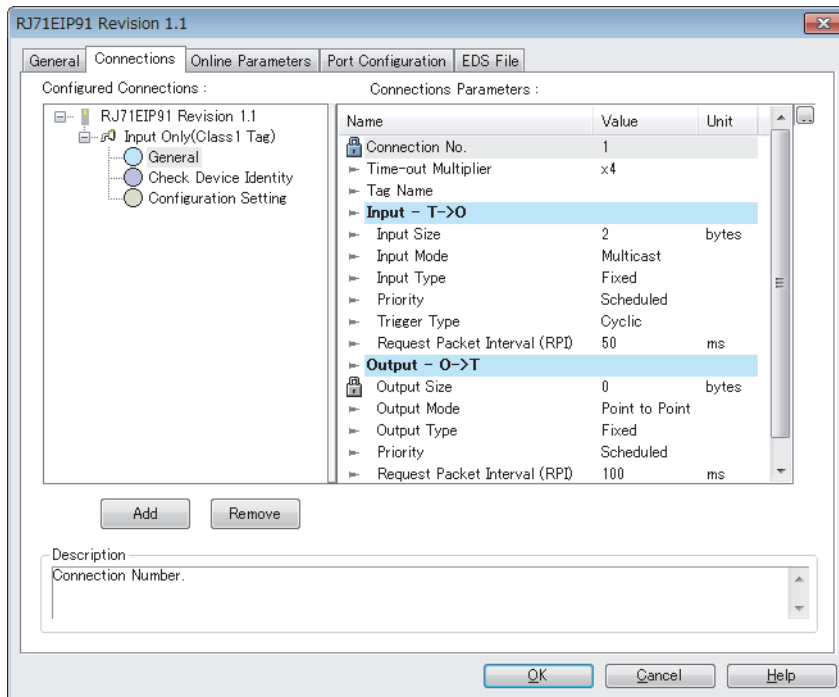 RJ71EIP91 Revision 1.1
General Connections Online Parameters Port Configuration EDS File
Configured Connections :
Connections Parameters :
RJ71EIP91 Revision 1.1
Input Only(Class1 Tag)
General
Check Device Identity
Configuration Setting
Name Value Unit
Connection No. 1
Time-out Multiplier x4
Tag Name
Input - T->O
Input Size 2 bytes
Input Mode Multicast
Input Type Fixed
Priority Scheduled
Trigger Type Cyclic
Request Packet Interval (RPI) 50 ms
Output - O->T
Output Size 0 bytes
Output Mode Point to Point
Output Type Fixed
Priority Scheduled
Request Packet Interval (RPI) 100 ms
...
Add Remove
Description
Connection Number.
OK Cancel Help